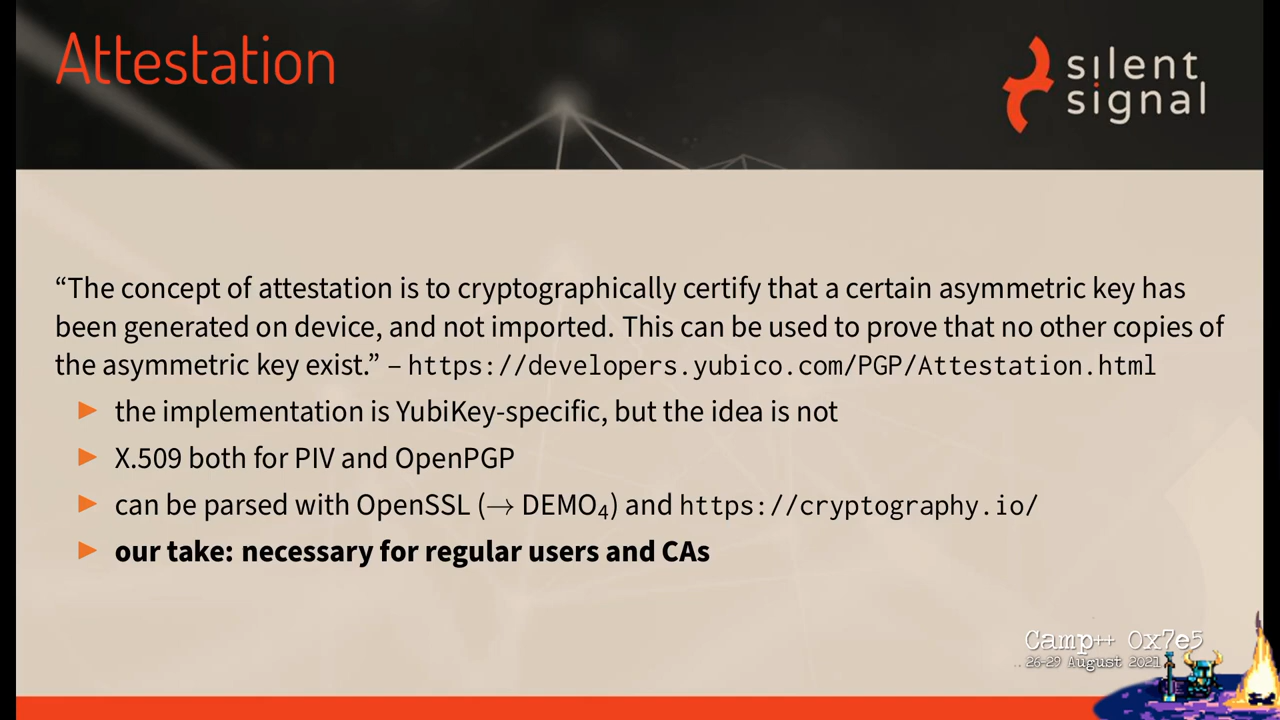 Attestation
silent
signal
“The concept of attestation is to cryptographically certify that a certain asymmetric key has
been generated on device, and not imported. This can be used to prove that no other copies of
the asymmetric key exist.” – https://developers.yubico.com/PGP/Attestation.html
the implementation is YubiKey-specific, but the idea is not
X.509 both for PIV and OpenPGP
can be parsed with OpenSSL (→ DEMO₄) and https://cryptography.io/
our take: necessary for regular users and CAs
Camp++ 0x7e5
26-29 August 2021